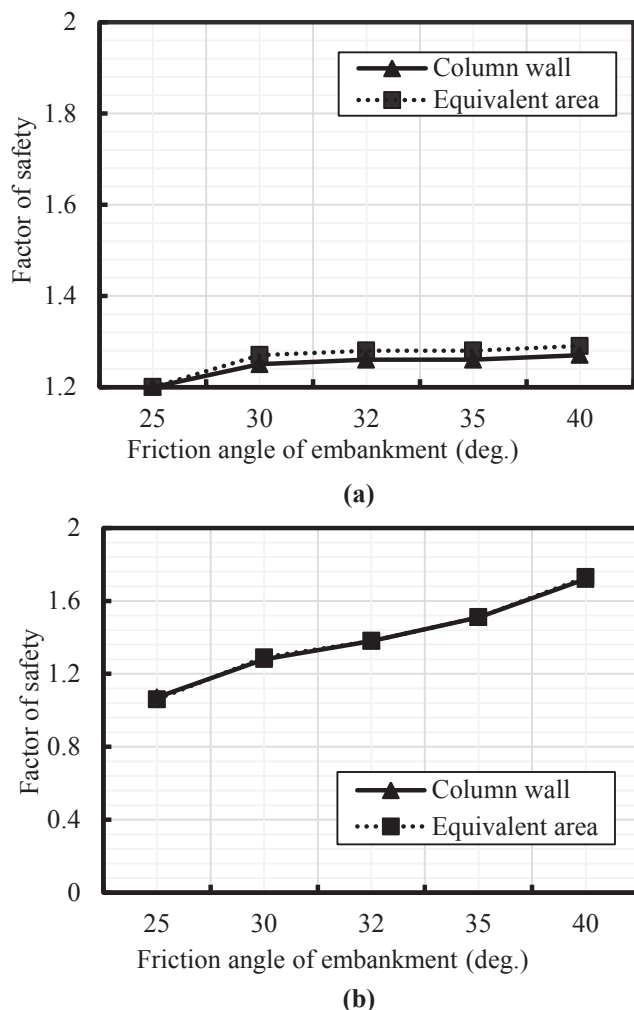 2
1.8
1.6
1.4
1.2
Factor of safety
Column wall
Equivalent area
25 30 32 35 40
Friction angle of embankment (deg.)
(a)
2
1.6
1.2
0.8
0.4
0
Factor of safety
Column wall
Equivalent area
25 30 32 35 40
Friction angle of embankment (deg.)
(b)